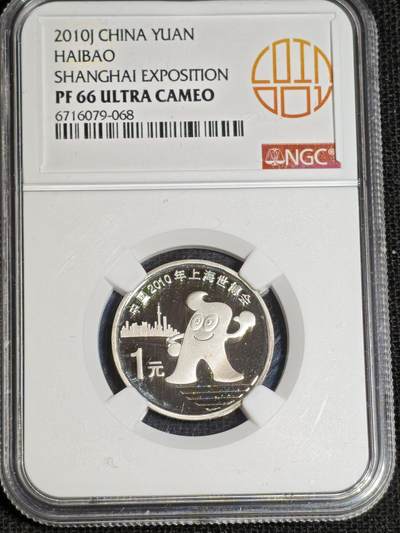 2010J CHINA YUAN
HAIBAO
SHANGHAI EXPOSITION
PF 66 ULTRA CAMEO
6716079-068
COIN
NGC®
中国2010年上海世博会
1元